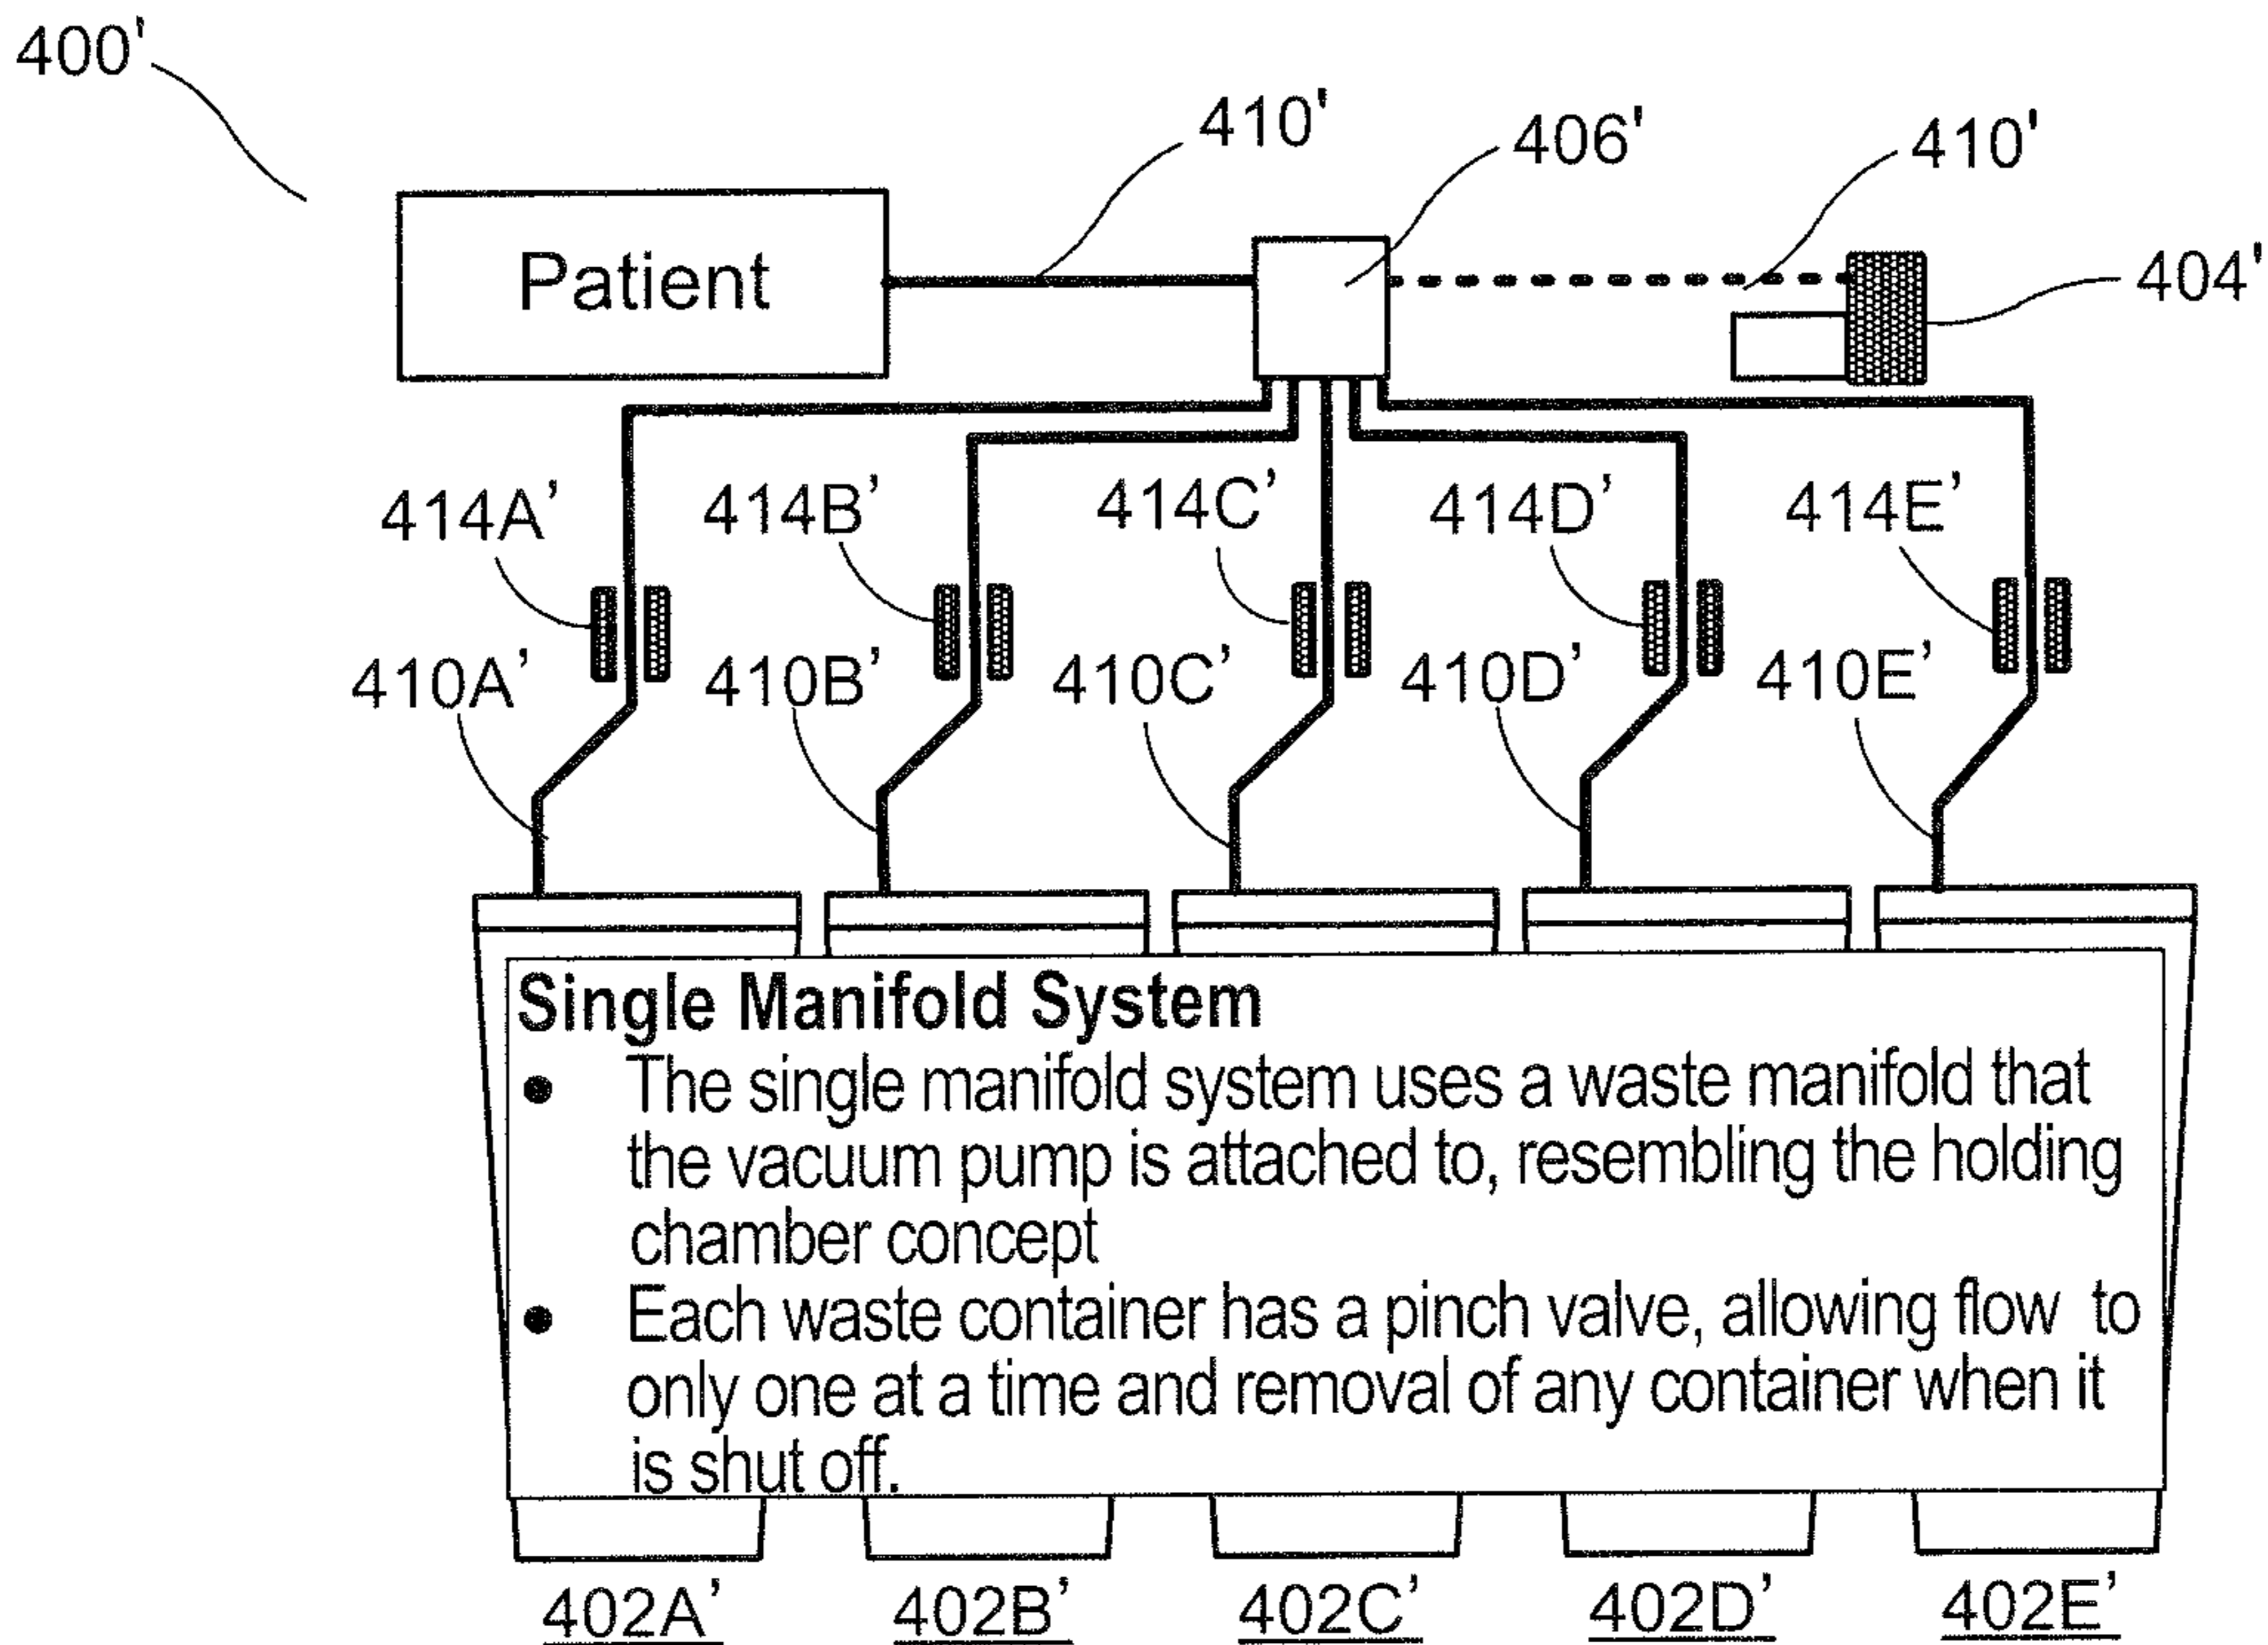 400'
410'
406'
410'
404'
Patient
414A'
414B'
414C'
414D'
414E'
410A'
410B'
410C'
410D'
410E'
Single Manifold System
• The single manifold system uses a waste manifold that
the vacuum pump is attached to, resembling the holding
chamber concept
• Each waste container has a pinch valve, allowing flow to
only one at a time and removal of any container when it
is shut off.
402A'
402B'
402C'
402D'
402E'